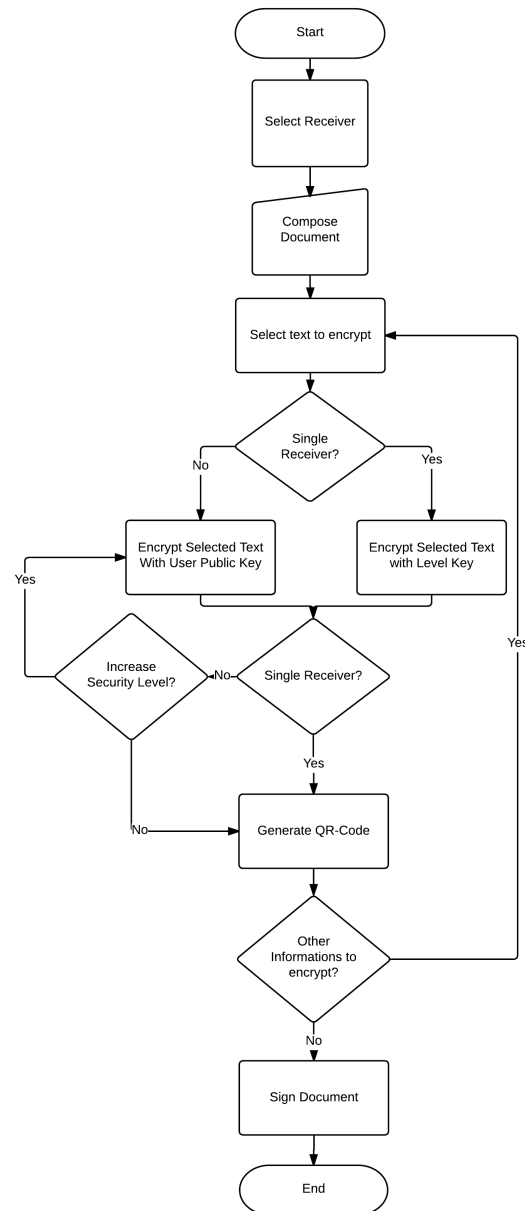 Start
Select Receiver
Compose
Document
Select text to encrypt
Single
Receiver?
No
Yes
Encrypt Selected Text
With User Public Key
Encrypt Selected Text
with Level Key
Yes
Increase
Security Level?
No
Single Receiver?
Yes
Yes
No
Generate QR-Code
Other
Informations to
encrypt?
No
Sign Document
End